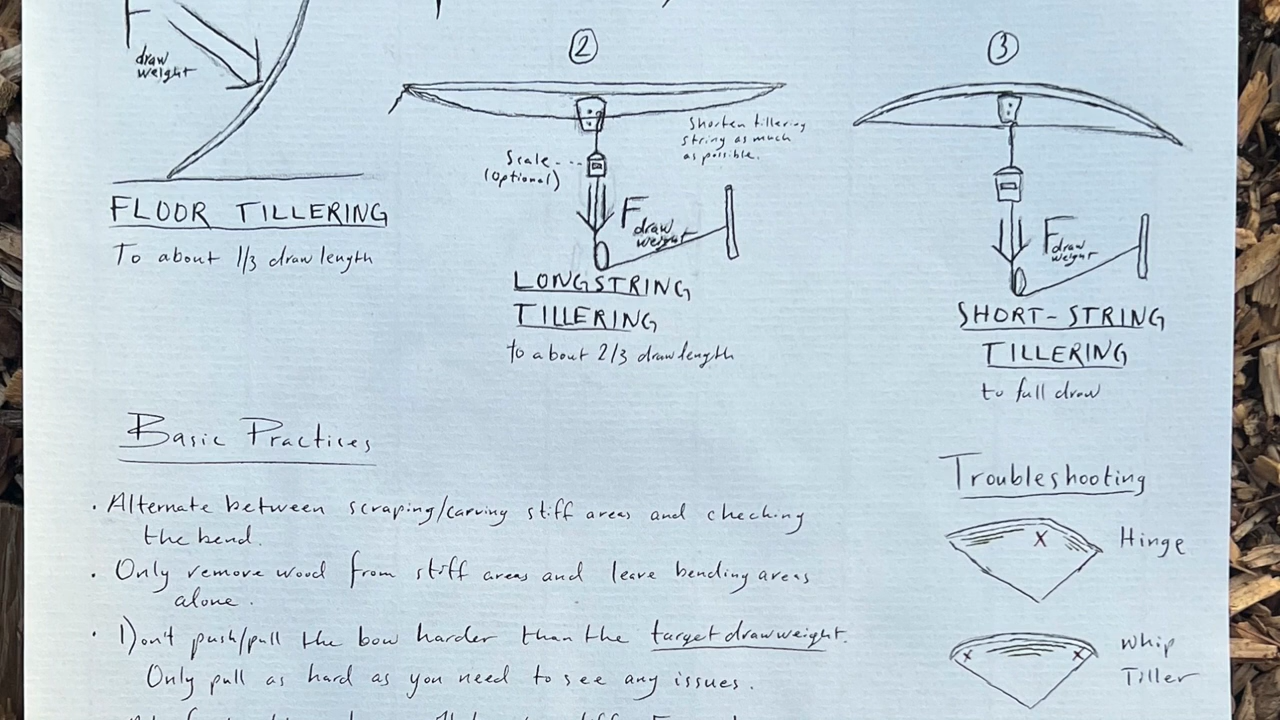 F
draw
weight
FLOOR TILLERING
To about 1/3 draw length
2
Shorten tillering
string as much
as possible.
Scale
(optional)
F draw
weight
LONGSTRING
TILLERING
to about 2/3 draw length
3
F draw
weight
SHORT-STRING
TILLERING
to full draw
Basic Practices
· Alternate between scraping/carving stiff areas and checking
the bend.
· Only remove wood from stiff areas and leave bending areas
alone.
· Don't push/pull the bow harder than the target draw weight.
Only pull as hard as you need to see any issues.
Troubleshooting
X
Hinge
x x
Whip
Tiller